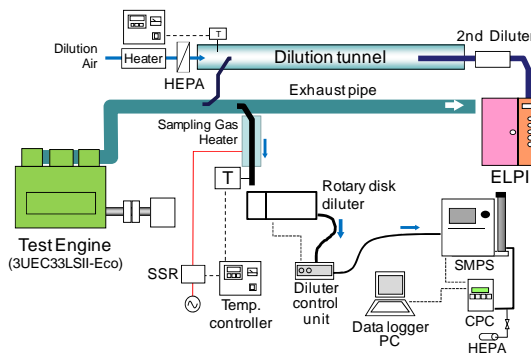 T
Dilution
Air
Heater
HEPA
Dilution tunnel
2nd Diluter
Exhaust pipe
Sampling Gas
Heater
ELPI
T
Rotary disk
diluter
Test Engine
(3UEC33LSII-Eco)
SSR
Temp.
controller
Diluter
control
unit
Data logger
PC
SMPS
CPC
HEPA